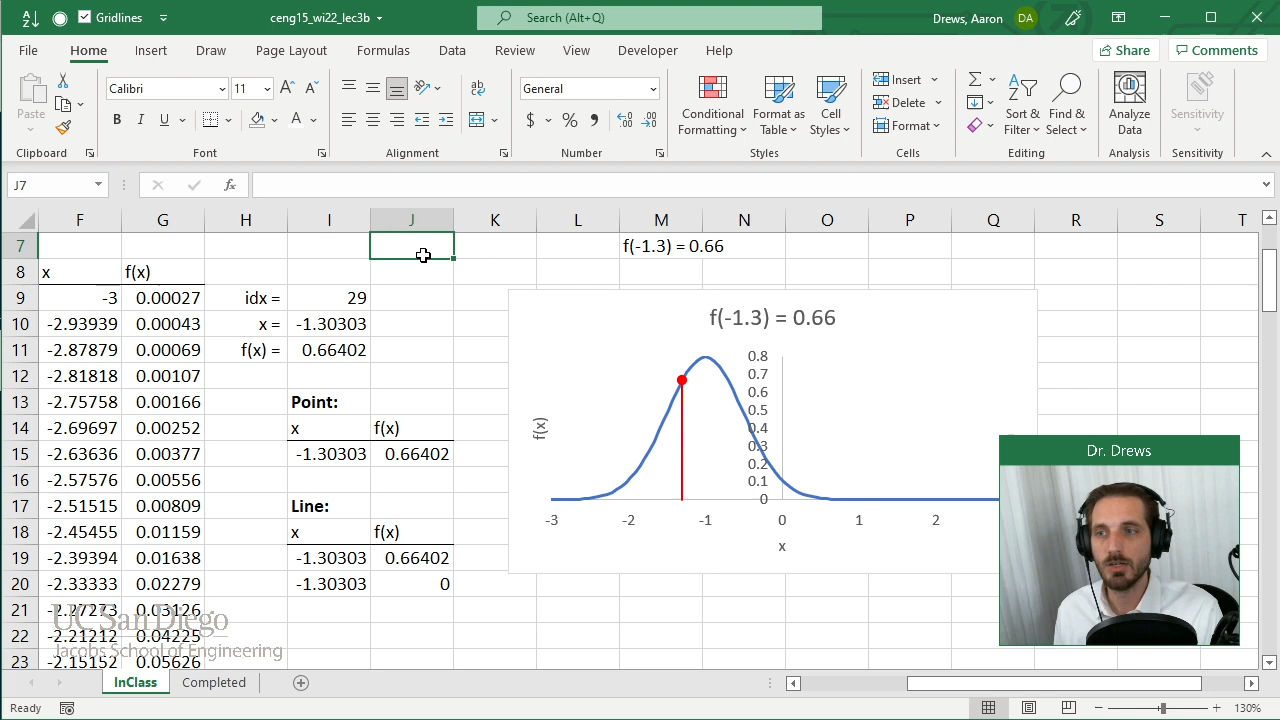 Gridlines ceng15_wi22_lec3b Search (Alt+Q) Drews, Aaron DA
File Home Insert Draw Page Layout Formulas Data Review View Developer Help Share Comments
Paste Calibri 11 General Conditional Formatting Format as Table Cell Styles Insert Delete Format Sort & Filter Find & Select Analyze Data Sensitivity
Clipboard Font Alignment Number Styles Cells Editing Analysis Sensitivity
J7 fx
F G H I J K L M N O P Q R S T
7 f(-1.3) = 0.66
8 x f(x)
9 -3 0.00027 idx = 29
10 -2.93939 0.00043 x = -1.30303
11 -2.87879 0.00069 f(x) = 0.66402
12 -2.81818 0.00107
13 -2.75758 0.00166 Point:
14 -2.69697 0.00252 x f(x)
15 -2.63636 0.00377 -1.30303 0.66402
16 -2.57576 0.00556
17 -2.51515 0.00809 Line:
18 -2.45455 0.01159 x f(x)
19 -2.39394 0.01638 -1.30303 0.66402
20 -2.33333 0.02279 -1.30303 0
21 -2.27273 0.03126
22 -2.21212 0.04225
23 -2.15152 0.05626
f(-1.3) = 0.66
0.8
0.7
0.6
0.5
0.4
0.3
0.2
0.1
0
f(x)
-3 -2 -1 0 1 2
x
Dr. Drews
UC San Diego
Jacobs School of Engineering
InClass Completed
Ready 130%